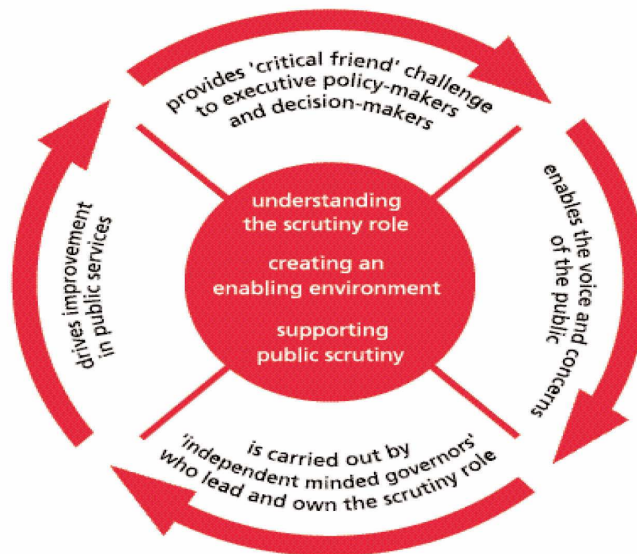 provides 'critical friend' challenge
to executive policy-makers
and decision-makers
enables the voice and concerns
of the public
is carried out by
'independent minded governors'
who lead and own the scrutiny role
drives improvement
in public services
understanding
the scrutiny role
creating an
enabling environment
supporting
public scrutiny